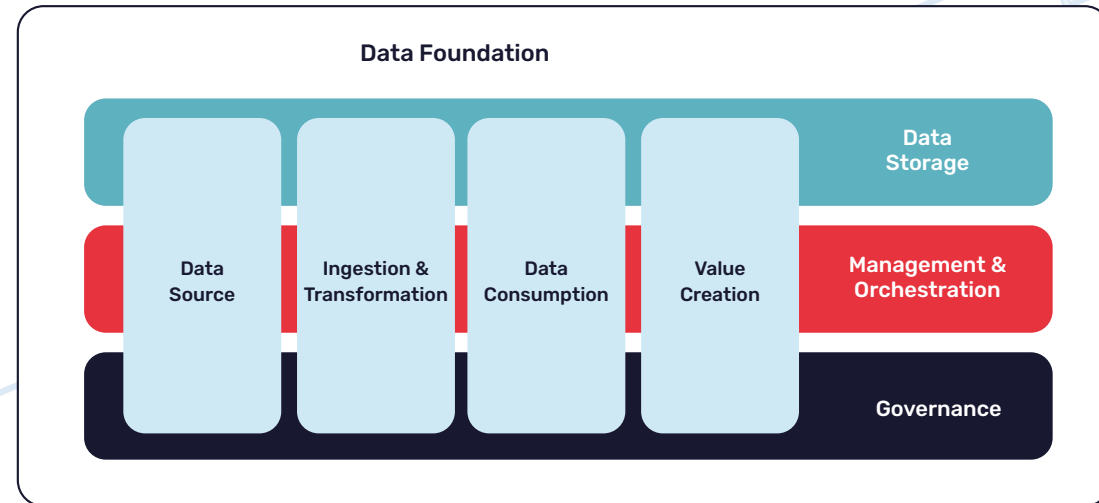 Data Foundation
Data
Storage
Data
Source
Ingestion &
Transformation
Data
Consumption
Value
Creation
Management &
Orchestration
Governance